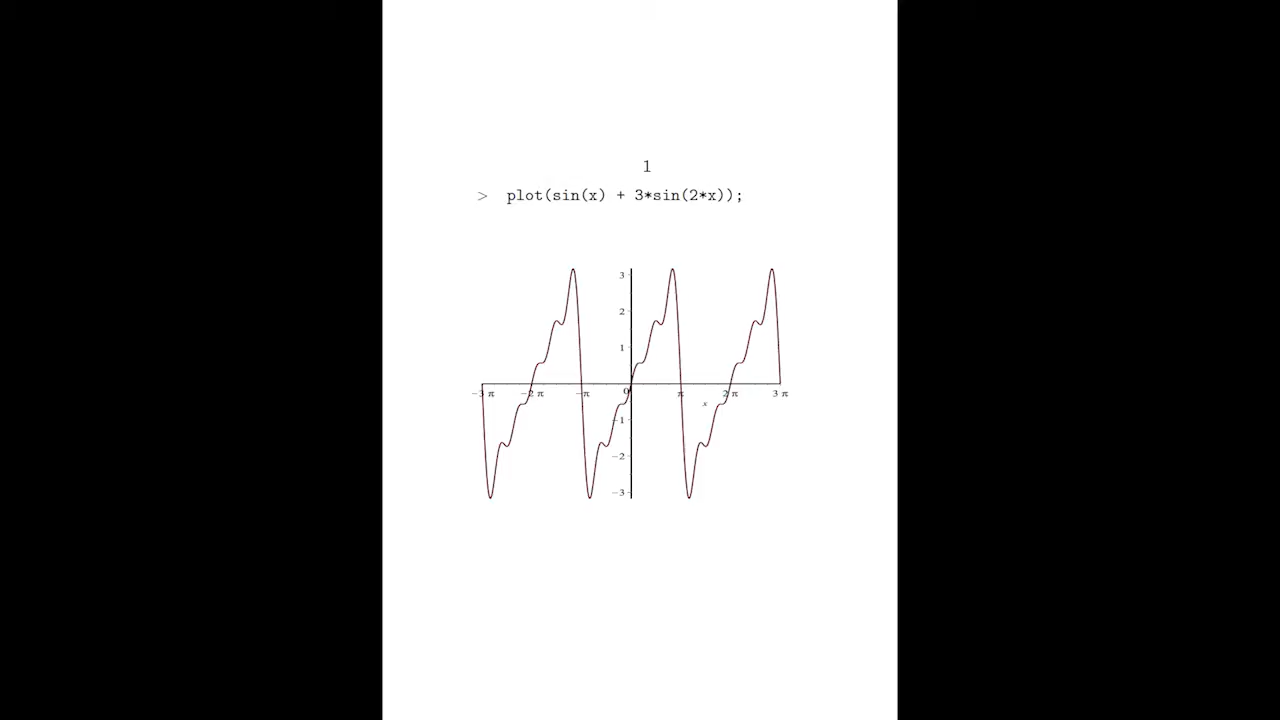 1
> plot(sin(x) + 3*sin(2*x));
3
2
1
−3 π −2 π −π 0 π 2 π 3 π
x
−1
−2
−3